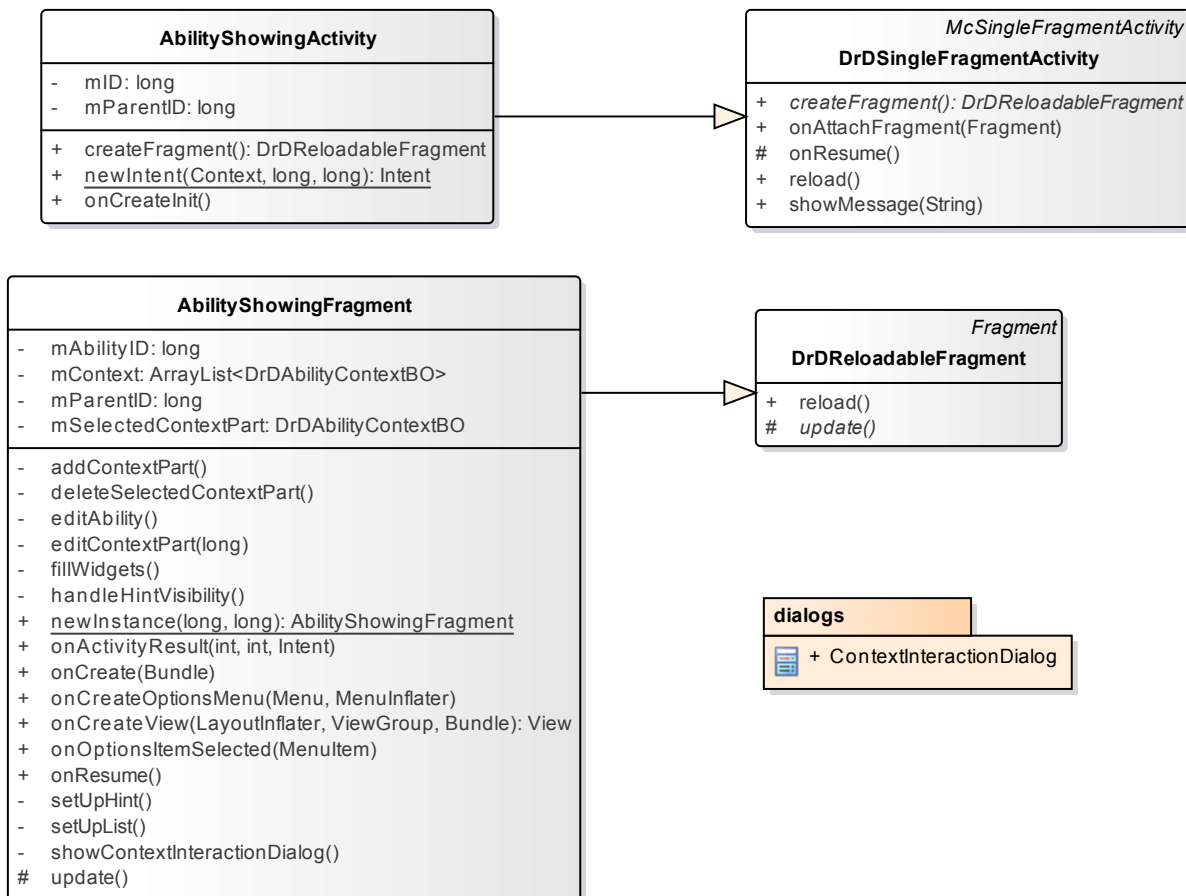 AbilityShowingActivity
- mID: long
- mParentID: long
+ createFragment(): DrDReloadableFragment
+ newIntent(Context, long, long): Intent
+ onCreateInit()
McSingleFragmentActivity
DrDSingleFragmentActivity
+ createFragment(): DrDReloadableFragment
+ onAttachFragment(Fragment)
# onResume()
+ reload()
+ showMessage(String)
AbilityShowingFragment
- mAbilityID: long
- mContext: ArrayList<DrDAbilityContextBO>
- mParentID: long
- mSelectedContextPart: DrDAbilityContextBO
- addContextPart()
- deleteSelectedContextPart()
- editAbility()
- editContextPart(long)
- fillWidgets()
- handleHintVisibility()
+ newInstance(long, long): AbilityShowingFragment
+ onActivityResult(int, int, Intent)
+ onCreate(Bundle)
+ onCreateOptionsMenu(Menu, MenuInflater)
+ onCreateView(LayoutInflater, ViewGroup, Bundle): View
+ onOptionsItemSelected(MenuItem)
+ onResume()
- setUpHint()
- setUpList()
- showContextInteractionDialog()
# update()
Fragment
DrDReloadableFragment
+ reload()
# update()
dialogs
+ ContextInteractionDialog